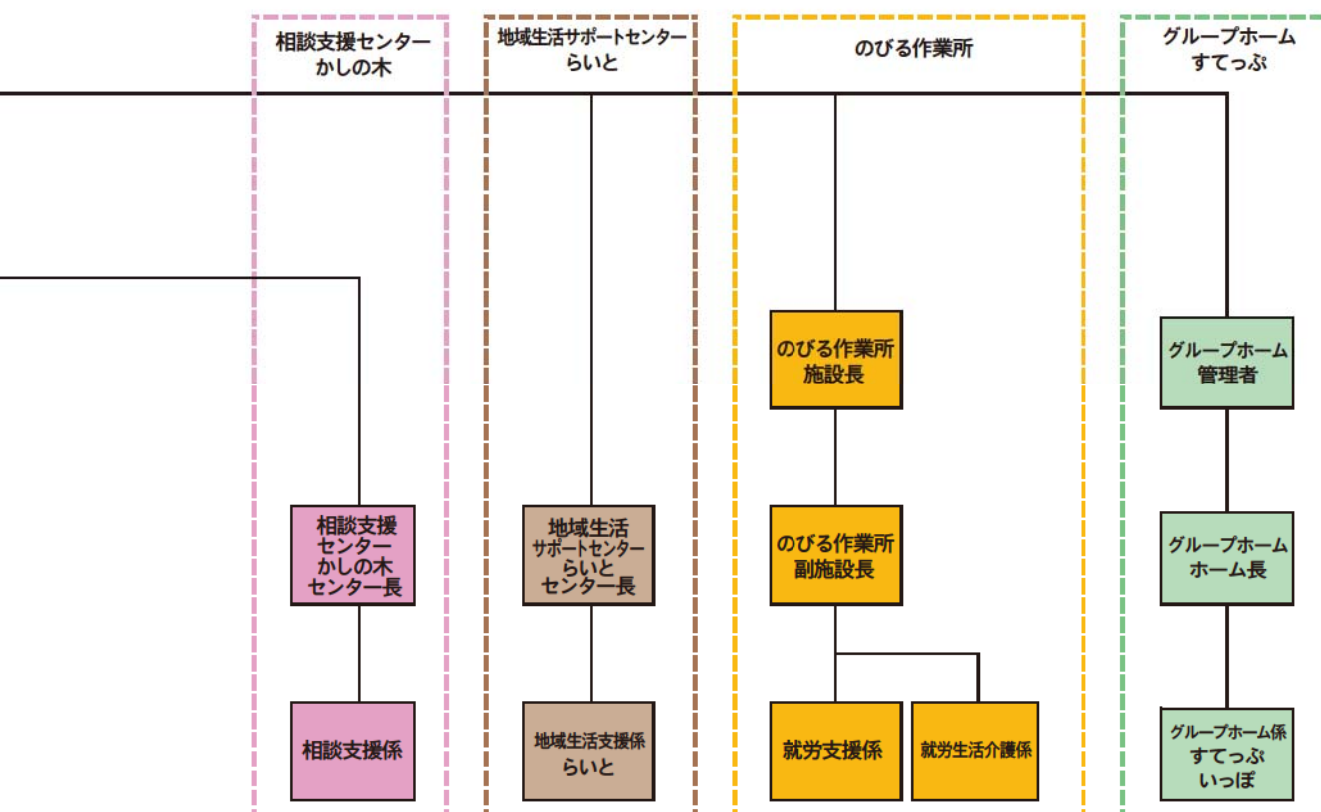 相談支援センター
かしの木
地域生活サポートセンター
らいと
のびる作業所
グループホーム
すてっぷ
のびる作業所
施設長
グループホーム
管理者
相談支援
センター
かしの木
センター長
地域生活
サポートセンター
らいと
センター長
のびる作業所
副施設長
グループホーム
ホーム長
相談支援係
地域生活支援係
らいと
就労支援係
就労生活介護係
グループホーム係
すてっぷ
いっぽ